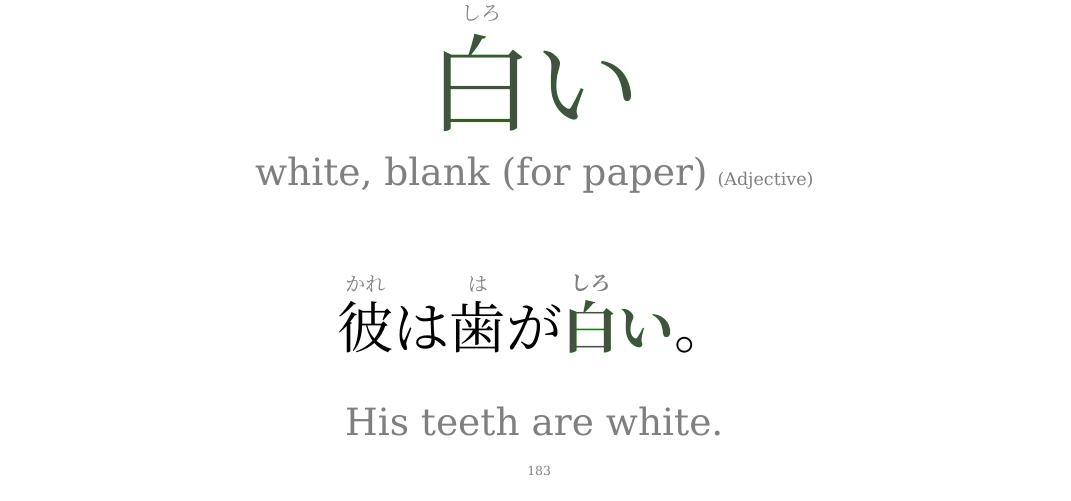 しろ
白い
white, blank (for paper) (Adjective)
かれ は しろ
彼は歯が白い。
His teeth are white.
183